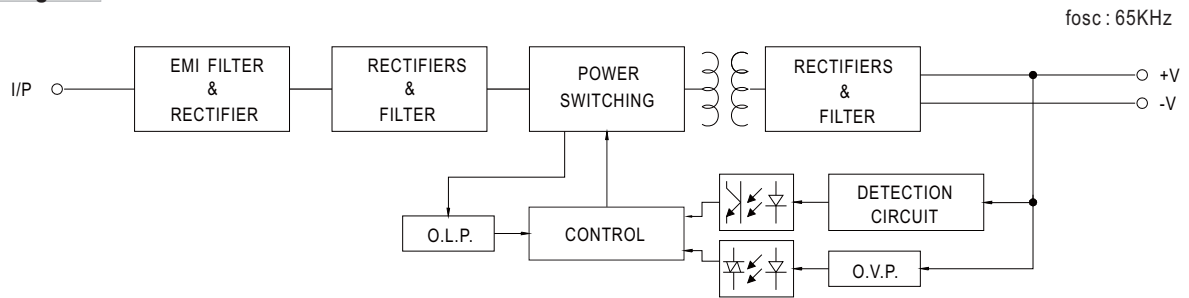 fosc : 65KHz
I/P
EMI FILTER
&
RECTIFIER
RECTIFIERS
&
FILTER
POWER
SWITCHING
RECTIFIERS
&
FILTER
+V
-V
DETECTION
CIRCUIT
O.L.P.
CONTROL
O.V.P.